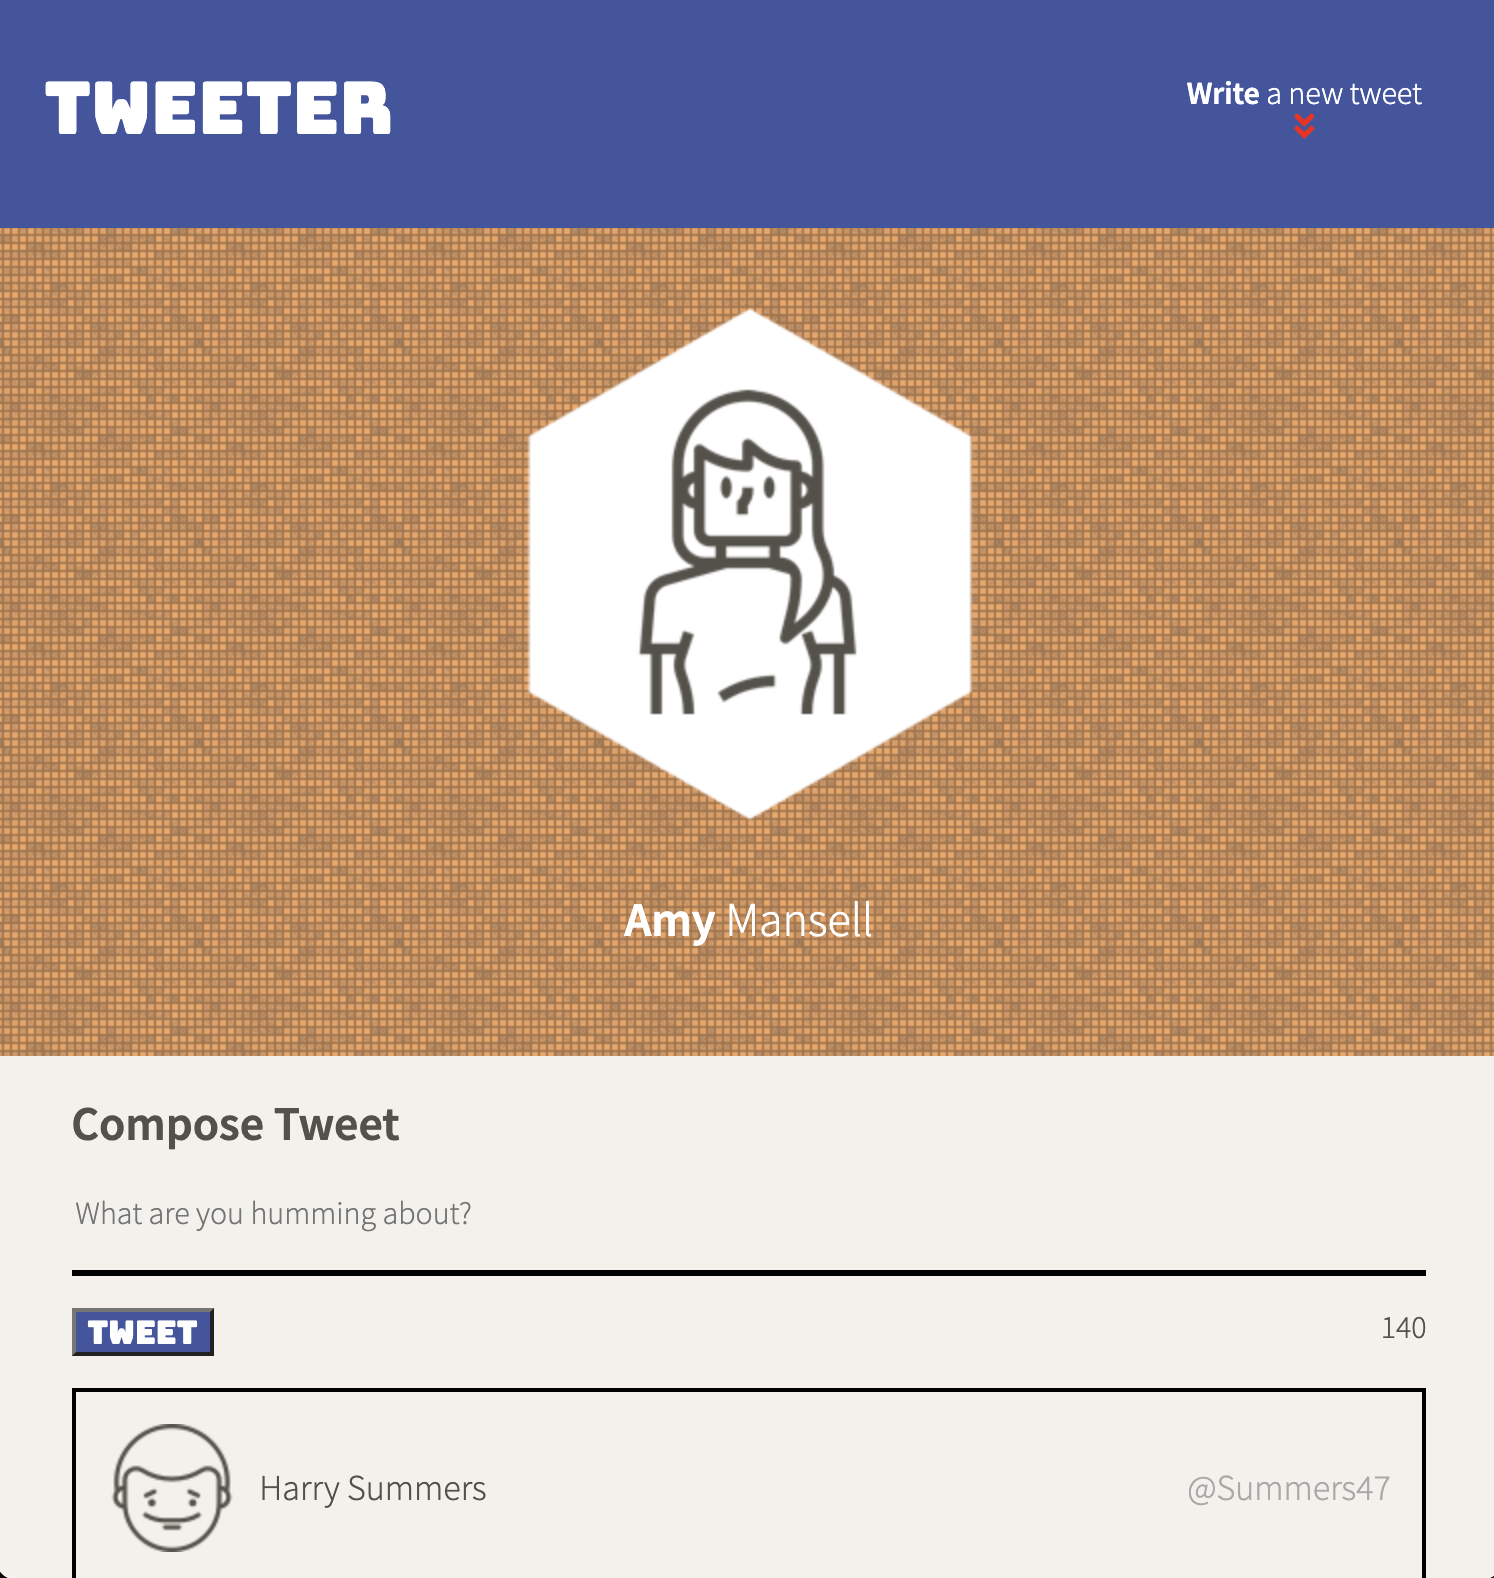 TWEETER
Write a new tweet
Amy Mansell
Compose Tweet
What are you humming about?
TWEET
140
Harry Summers
@Summers47